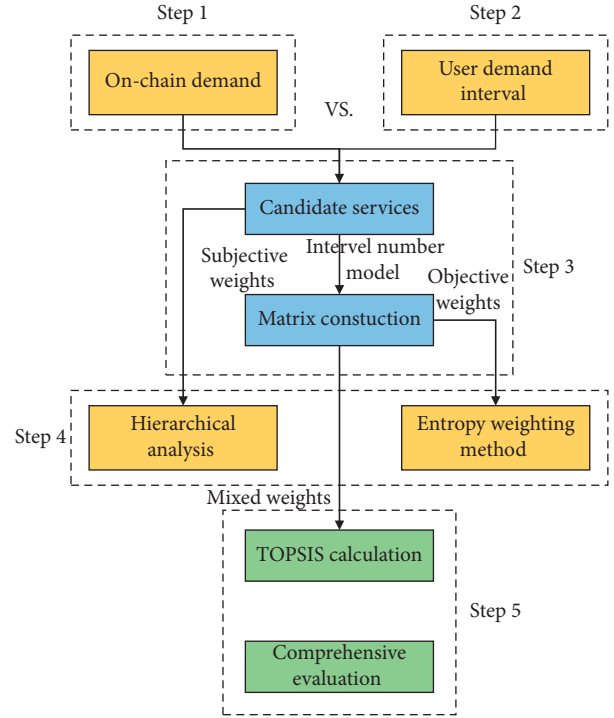 Step 1
Step 2
On-chain demand
User demand
interval
VS.
Candidate services
Subjective
weights
Intervel number
model
Objective
weights
Step 3
Matrix constuction
Step 4
Hierarchical
analysis
Entropy weighting
method
Mixed weights
TOPSIS calculation
Step 5
Comprehensive
evaluation